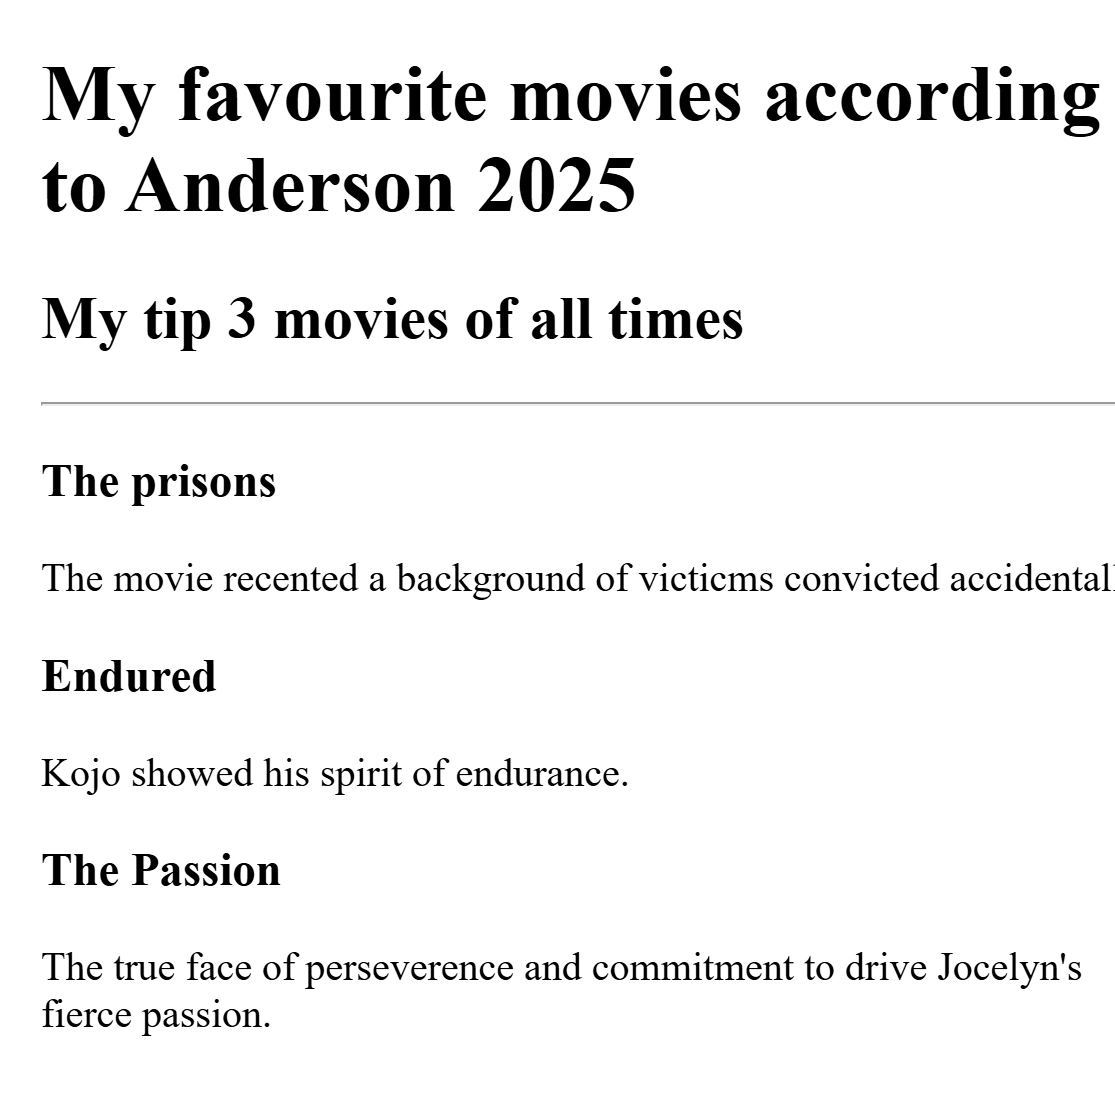 My favourite movies according
to Anderson 2025
My tip 3 movies of all times
The prisons
The movie recented a background of victicms convicted
Endured
Kojo showed his spirit of endurance.
The Passion
The true face of perseverence and commitment to drive Jocelyn's
fierce passion.